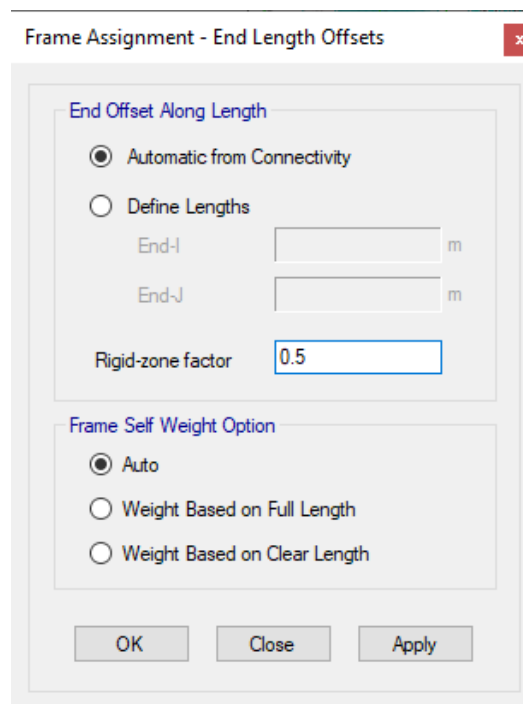 Frame Assignment - End Length Offsets
x
End Offset Along Length
Automatic from Connectivity
Define Lengths
End-I m
End-J m
Rigid-zone factor 0.5
Frame Self Weight Option
Auto
Weight Based on Full Length
Weight Based on Clear Length
OK Close Apply